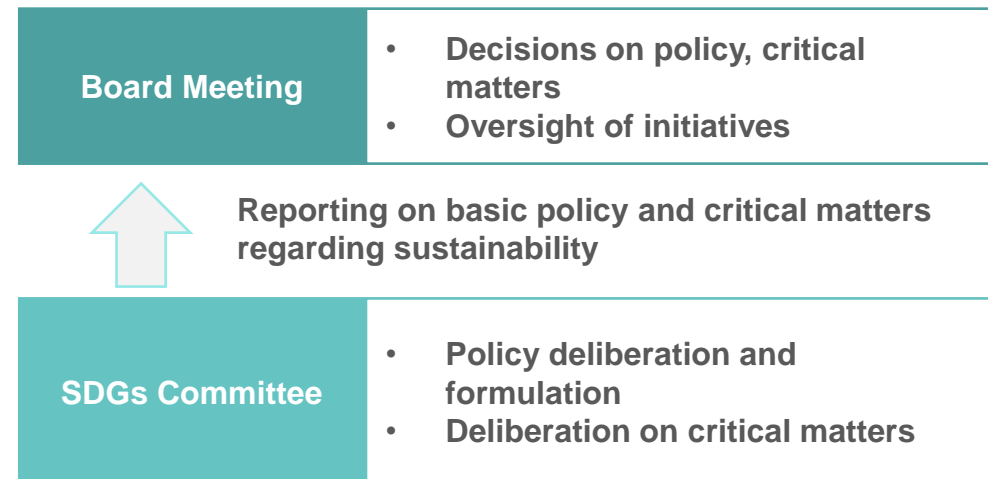 Board Meeting
• Decisions on policy, critical
matters
• Oversight of initiatives
Reporting on basic policy and critical matters
regarding sustainability
SDGs Committee
• Policy deliberation and
formulation
• Deliberation on critical matters